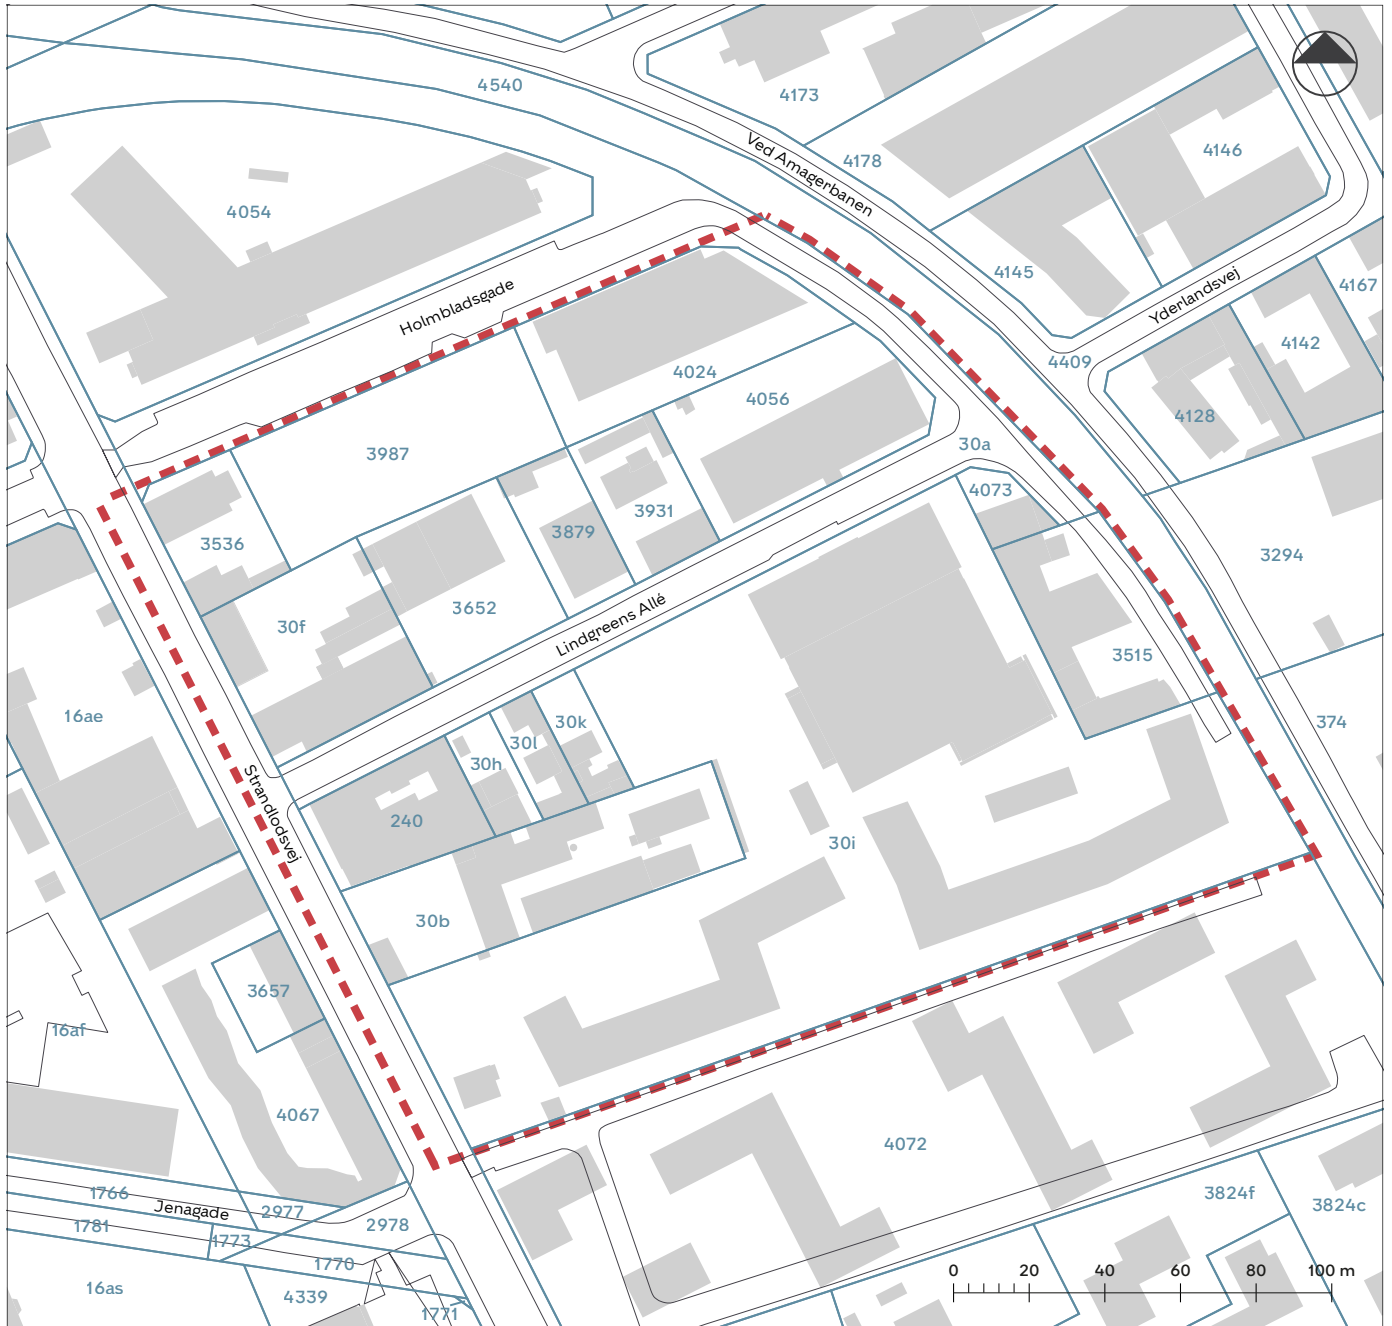 4540
4173
Ved Amagerbanen
4178
4146
4054
4145
4167
Yderlandsvej
Holmbladsgade
4142
4409
4024
4056
4128
3987
30a
4073
3931
3879
3536
3294
3652
30f
Lindgreens Allé
3515
16ae
30k
374
30l
30h
Strandlodsvej
240
30i
30b
3657
16af
4067
4072
1766
Jenagade
2977
3824f
3824c
1781
2978
1773
1770
0 20 40 60 80 100 m
16as
4339
1771